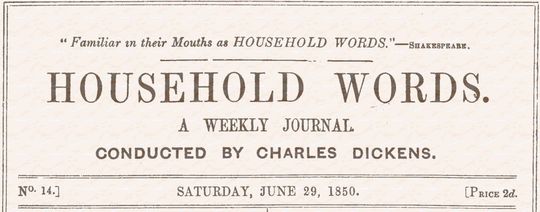 “ Familiar in their Mouths as HOUSEHOLD WORDS.”—SHAKESPEARE.
HOUSEHOLD WORDS.
A WEEKLY JOURNAL.
CONDUCTED BY CHARLES DICKENS.
No. 14.] SATURDAY, JUNE 29, 1850. [PRICE 2d.